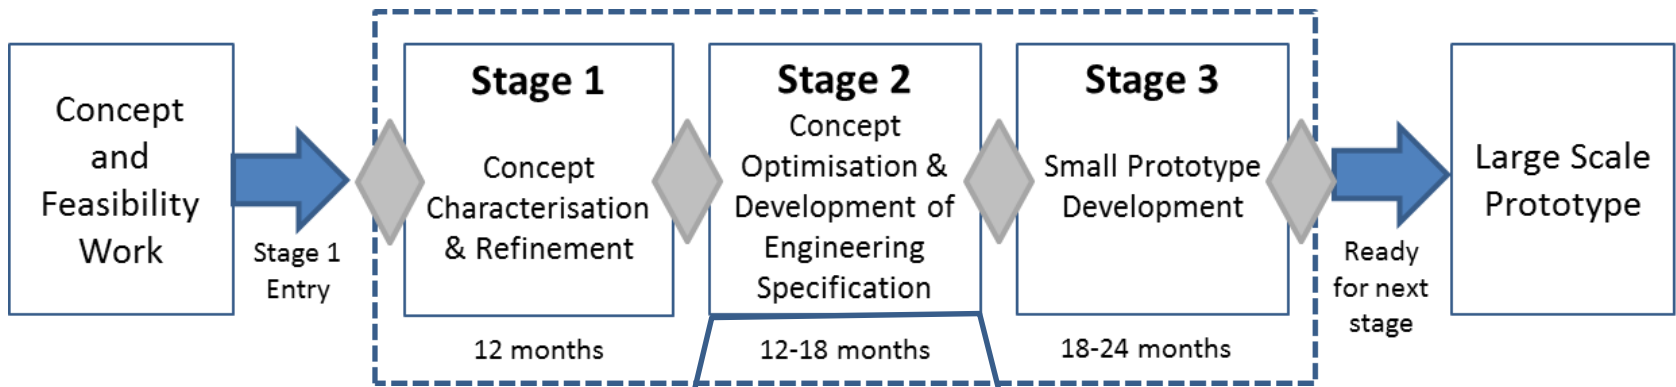 Concept
and
Feasibility
Work
Stage 1
Entry
Stage 1
Concept
Characterisation
& Refinement
12 months
Stage 2
Concept
Optimisation &
Development of
Engineering
Specification
12-18 months
Stage 3
Small Prototype
Development
18-24 months
Ready
for next
stage
Large Scale
Prototype